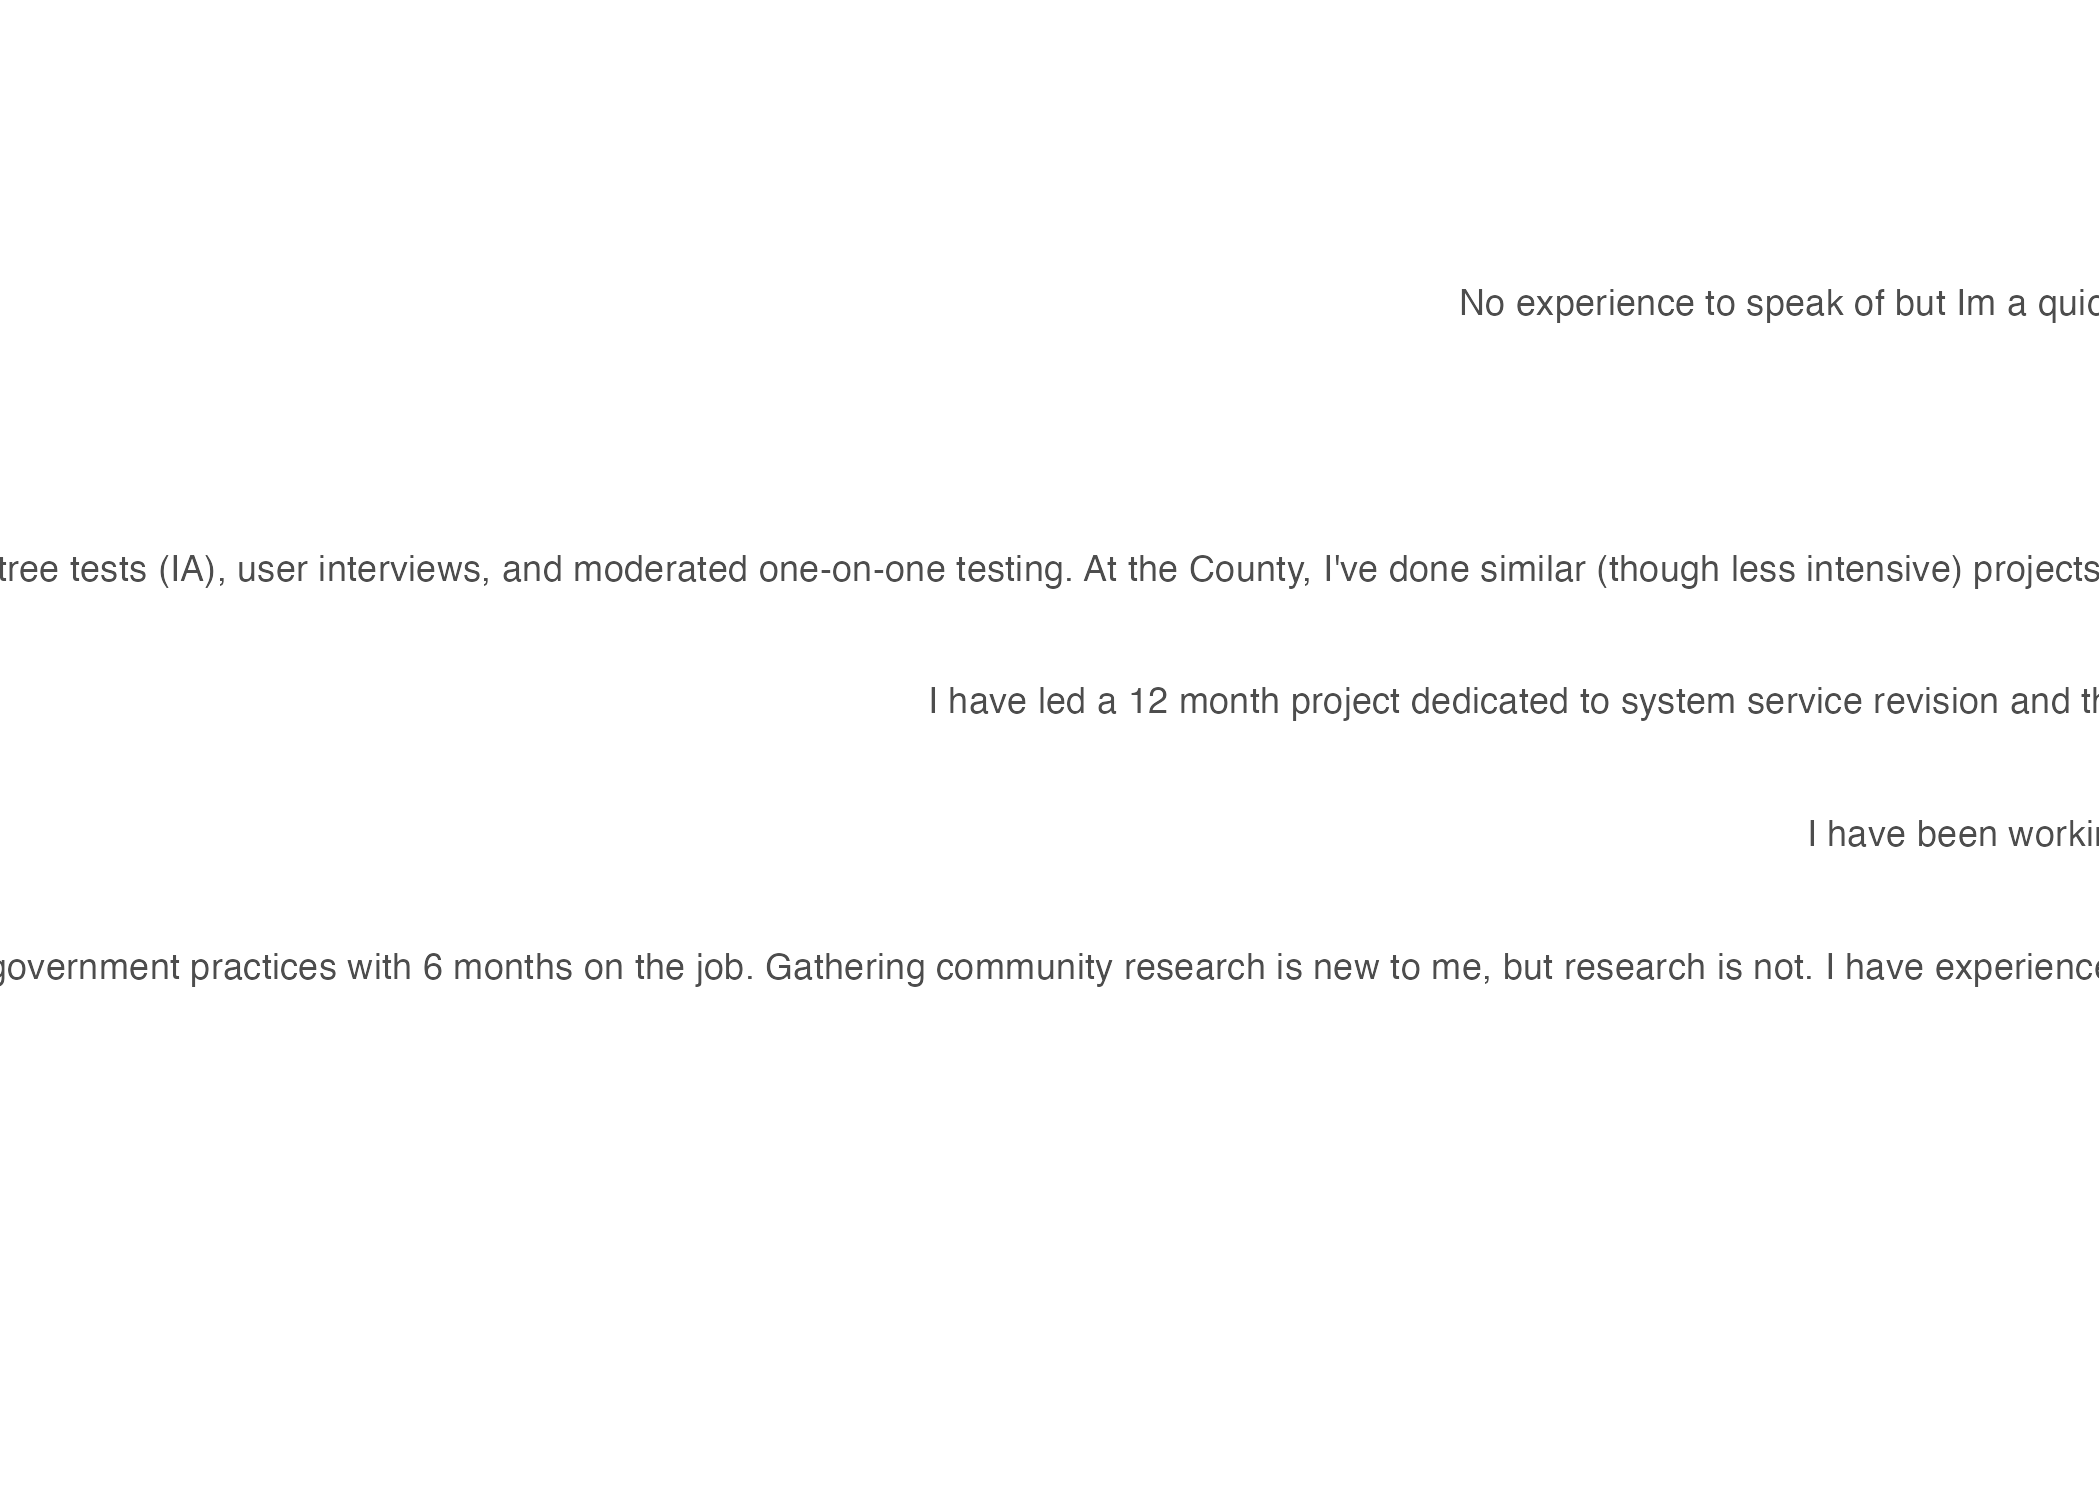 No experience to speak of but Im a quic
tree tests (IA), user interviews, and moderated one-on-one testing. At the County, I've done similar (though less intensive) projects
I have led a 12 month project dedicated to system service revision and th
I have been workin
government practices with 6 months on the job. Gathering community research is new to me, but research is not. I have experience